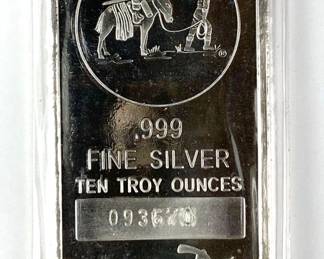 .999
FINE SILVER
TEN TROY OUNCES